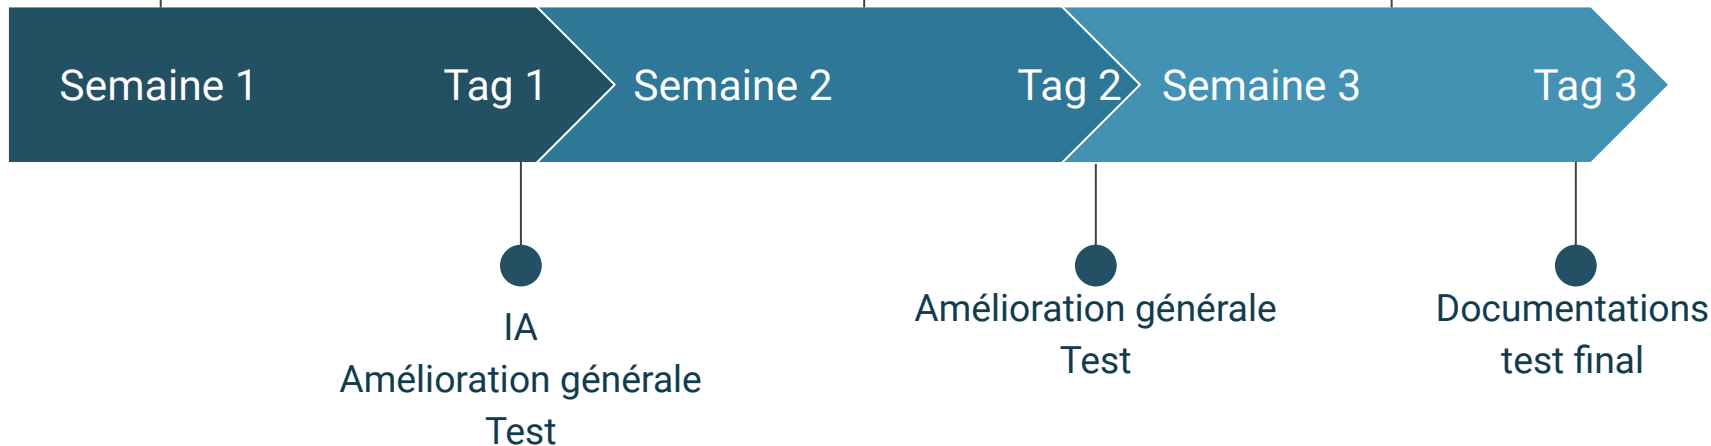 Semaine 1 Tag 1 Semaine 2 Tag 2 Semaine 3 Tag 3
IA
Amélioration générale
Test
Amélioration générale
Test
Documentations
test final